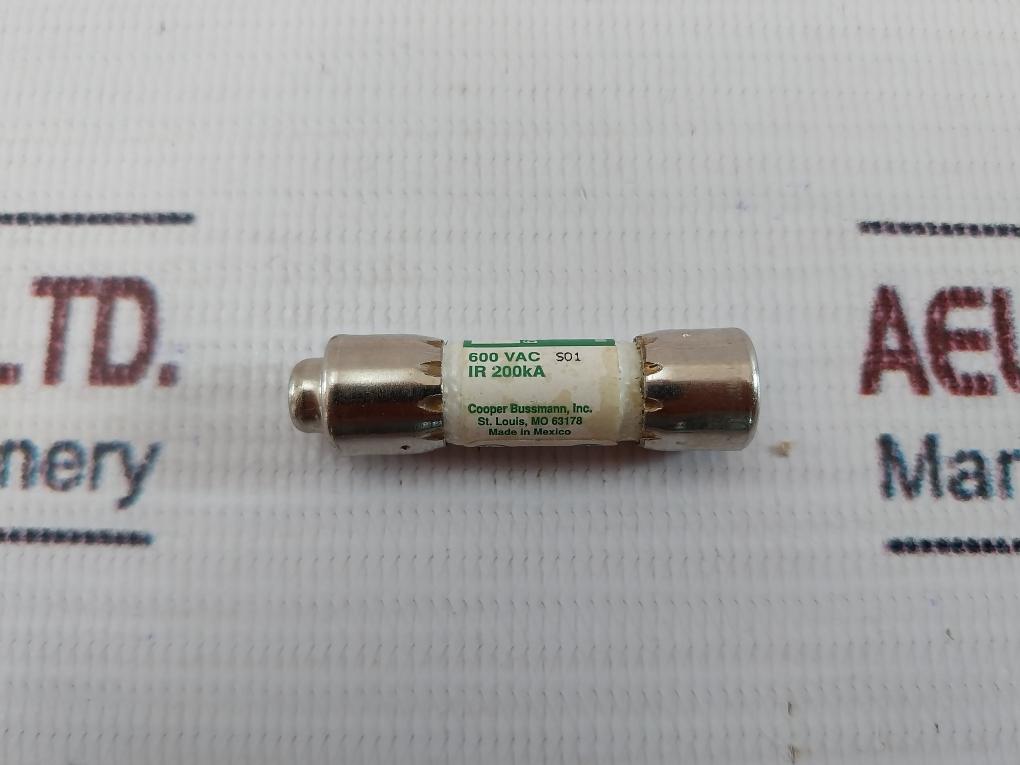 LTD.
AEU
nery
Mar
600 VAC S01
IR 200kA
Cooper Bussmann, Inc.
St. Louis, MO 63178
Made in Mexico